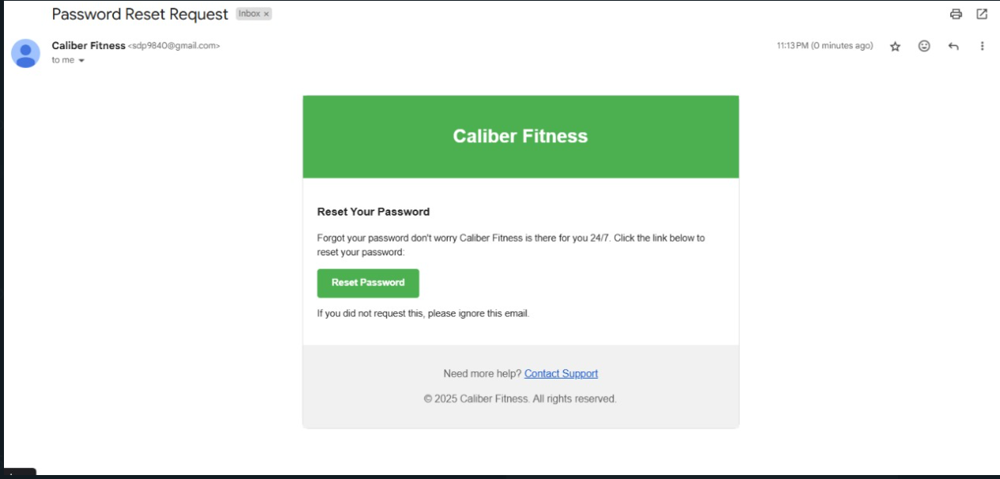 Password Reset Request Inbox ×
Caliber Fitness <sdp9840@gmail.com> 11:13 PM (0 minutes ago)
to me
Caliber Fitness
Reset Your Password
Forgot your password don't worry Caliber Fitness is there for you 24/7. Click the link below to
reset your password:
Reset Password
If you did not request this, please ignore this email.
Need more help? Contact Support
© 2025 Caliber Fitness. All rights reserved.